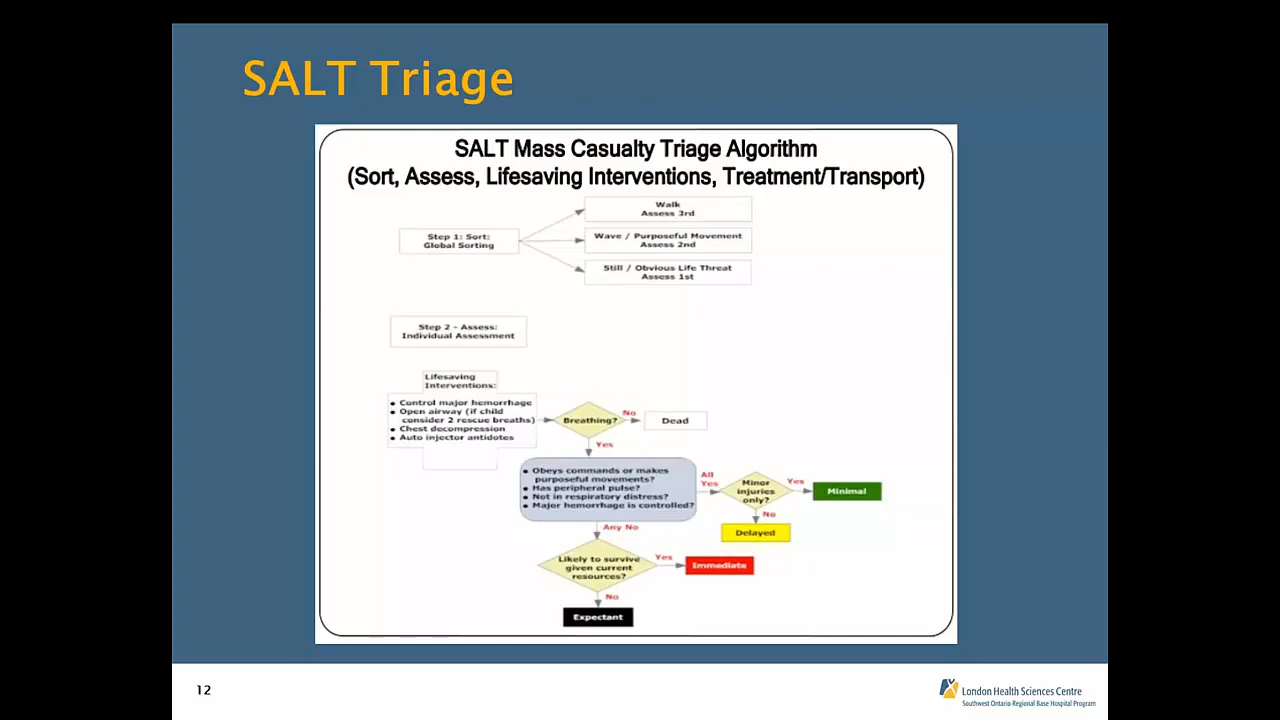 SALT Triage
SALT Mass Casualty Triage Algorithm
(Sort, Assess, Lifesaving Interventions, Treatment/Transport)
Walk
Assess 3rd
Step 1: Sort:
Global Sorting
Wave / Purposeful Movement
Assess 2nd
Still / Obvious Life Threat
Assess 1st
Step 2 - Assess:
Individual Assessment
Lifesaving
Interventions:
• Control major hemorrhage
• Open airway (if child
consider 2 rescue breaths)
• Chest decompression
• Auto injector antidotes
Breathing?
No
Dead
Yes
• Obeys commands or makes
purposeful movements?
• Has peripheral pulse?
• Not in respiratory distress?
• Major hemorrhage is controlled?
All
Yes
Minor
injuries
only?
Yes
Minimal
No
Delayed
Any No
Likely to survive
given current
resources?
Yes
Immediate
No
Expectant
12
London Health Sciences Centre
Southwest Ontario Regional Base Hospital Program